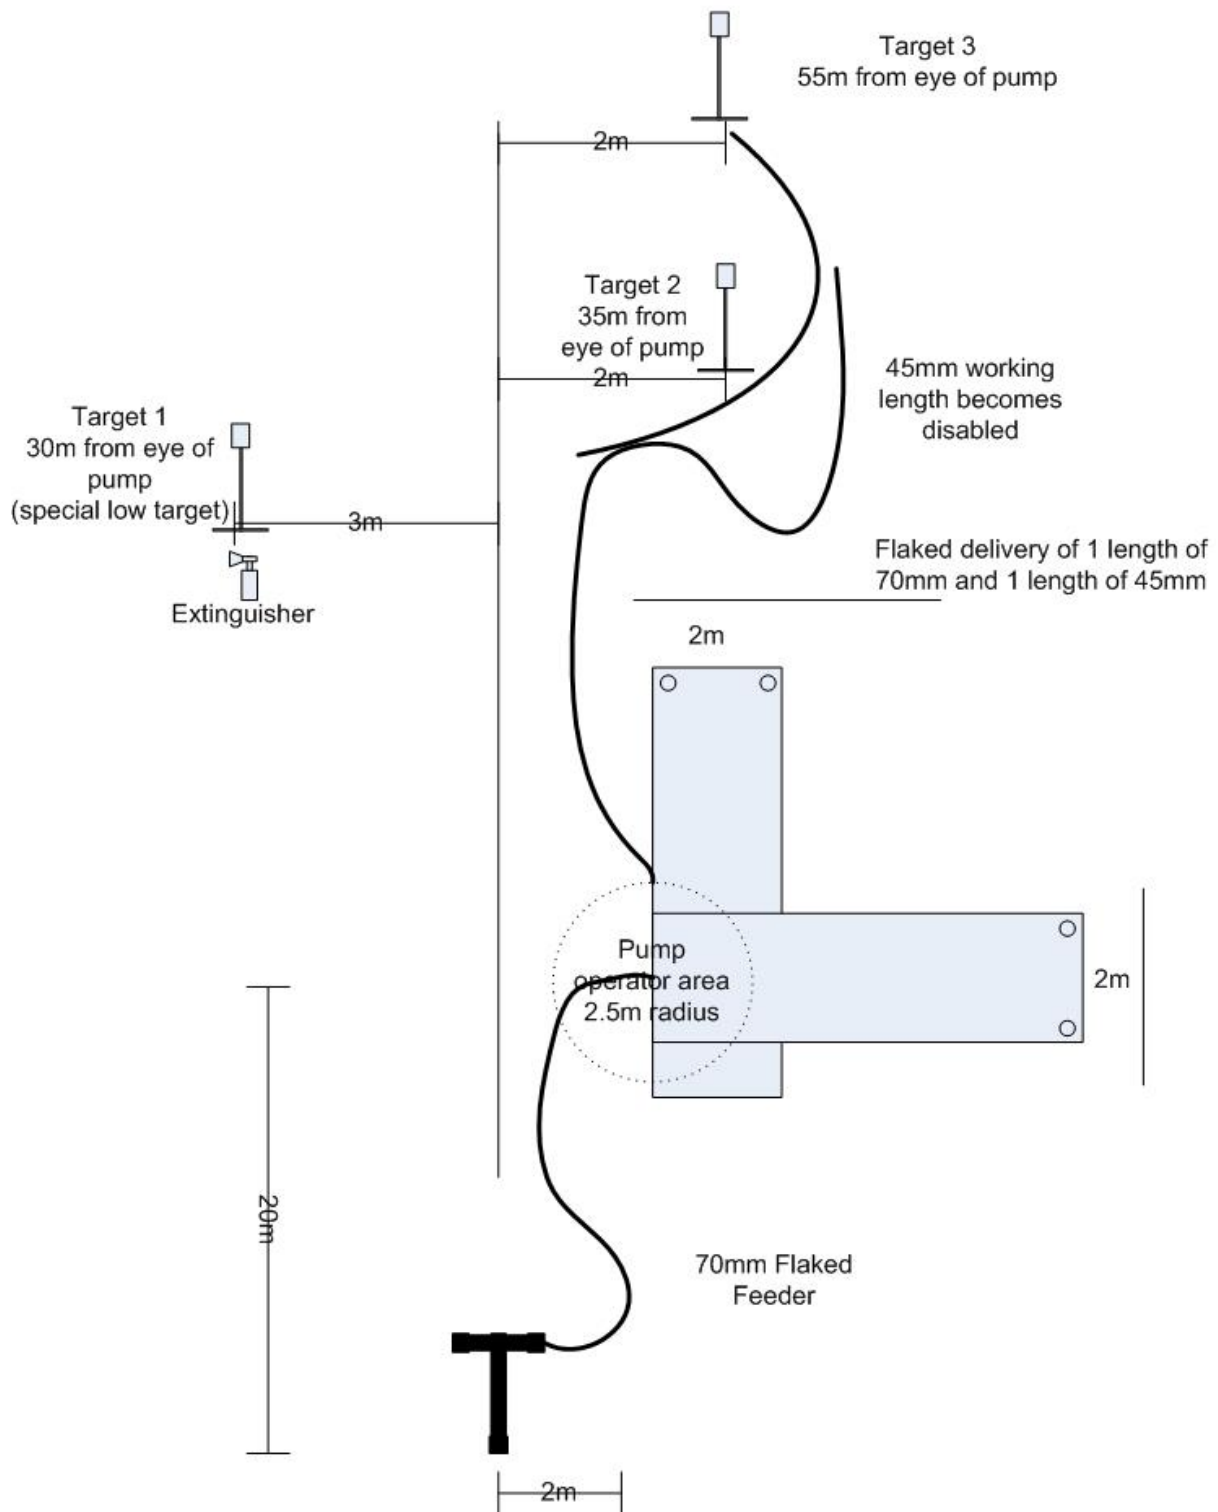 Target 3
55m from eye of pump
2m
Target 2
35m from
eye of pump
2m
45mm working
length becomes
disabled
Target 1
30m from eye of
pump
(special low target)
3m
Extinguisher
Flaked delivery of 1 length of
70mm and 1 length of 45mm
2m
Pump
operator area
2.5m radius
2m
20m
70mm Flaked
Feeder
2m